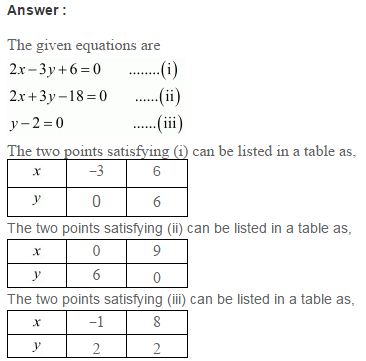 Answer :
The given equations are
2x−3y+6=0 ........(i)
2x+3y−18=0 ......(ii)
y−2=0 ......(iii)
The two points satisfying (i) can be listed in a table as,
x −3 6
y 0 6
The two points satisfying (ii) can be listed in a table as,
x 0 9
y 6 0
The two points satisfying (iii) can be listed in a table as,
x −1 8
y 2 2